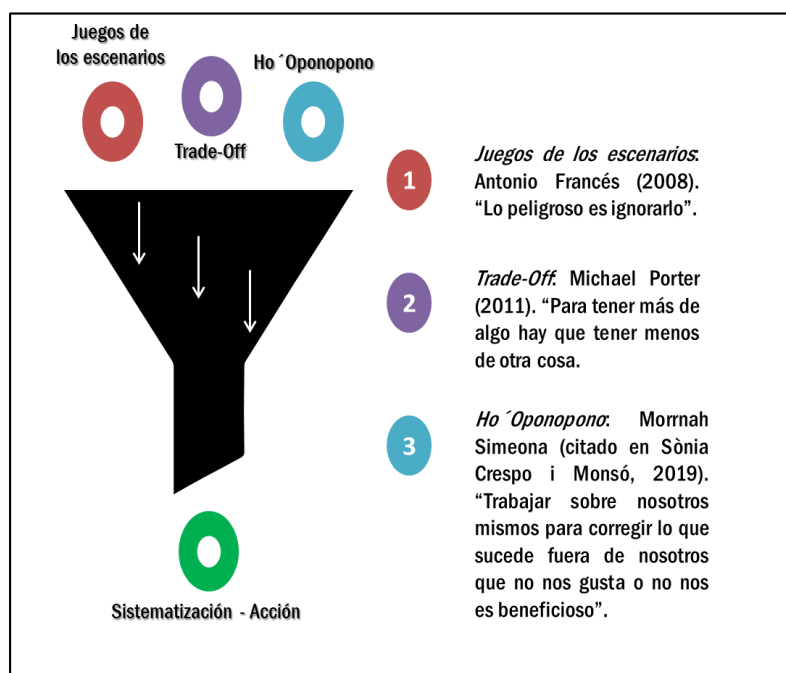 Juegos de
los escenarios
Ho ´Oponopono
Trade-Off
1
Juegos de los escenarios:
Antonio Francés (2008).
“Lo peligroso es ignorarlo”.
2
Trade-Off: Michael Porter
(2011). “Para tener más de
algo hay que tener menos
de otra cosa.
3
Ho ´Oponopono: Morrnah
Simeona (citado en Sònia
Crespo i Monsó, 2019).
“Trabajar sobre nosotros
mismos para corregir lo que
sucede fuera de nosotros
que no nos gusta o no nos
es beneficioso”.
Sistematización - Acción